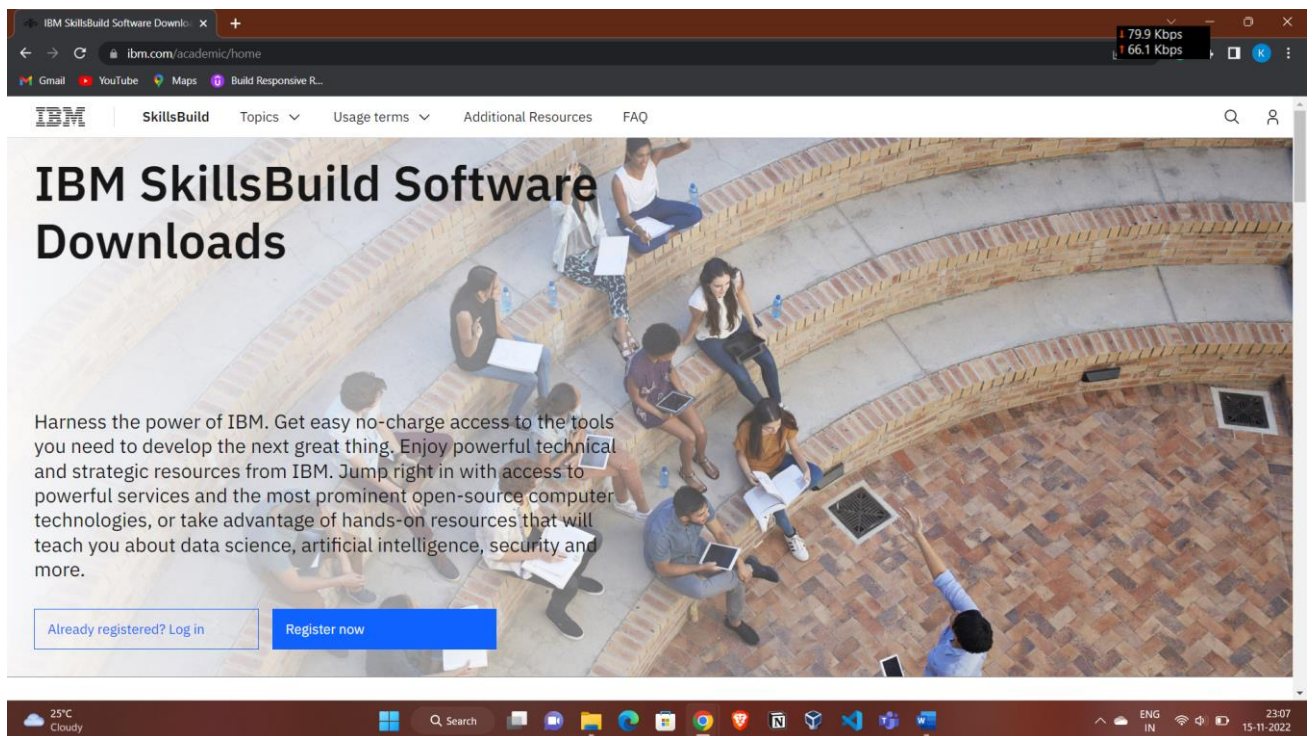 IBM SkillsBuild Software Downlo
↓ 79.9 Kbps
↑ 66.1 Kbps
ibm.com/academic/home
K
Gmail YouTube Maps Build Responsive R...
IBM SkillsBuild Topics Usage terms Additional Resources FAQ
IBM SkillsBuild Software
Downloads
Harness the power of IBM. Get easy no-charge access to the tools
you need to develop the next great thing. Enjoy powerful technical
and strategic resources from IBM. Jump right in with access to
powerful services and the most prominent open-source computer
technologies, or take advantage of hands-on resources that will
teach you about data science, artificial intelligence, security and
more.
Already registered? Log in Register now
25°C
Cloudy
Search
ENG
IN
23:07
15-11-2022